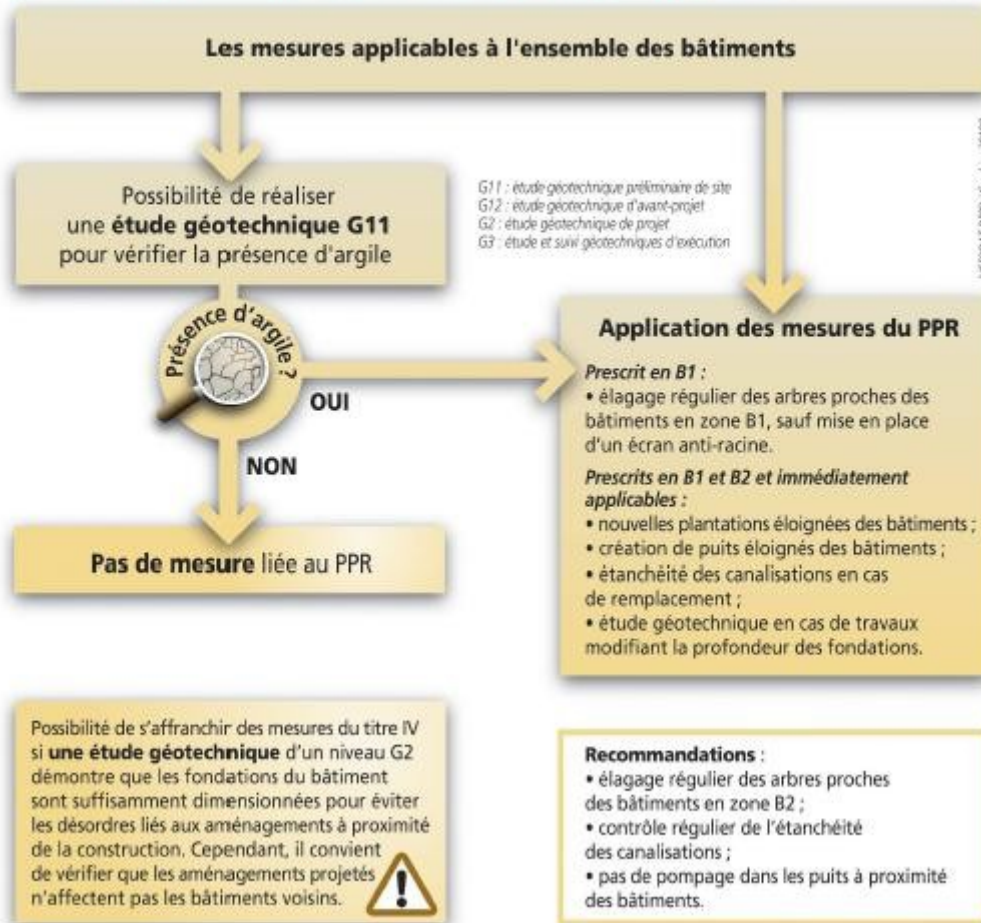 Les mesures applicables à l'ensemble des bâtiments
Possibilité de réaliser
une étude géotechnique G11
pour vérifier la présence d'argile
G11 : étude géotechnique préliminaire de site
G12 : étude géotechnique d'avant-projet
G2 : étude géotechnique de projet
G3 : étude et suivi géotechniques d'exécution
Présence d'argile ?
OUI
NON
Pas de mesure liée au PPR
Application des mesures du PPR
Prescrit en B1 :
• élagage régulier des arbres proches des
bâtiments en zone B1, sauf mise en place
d'un écran anti-racine.
Prescrits en B1 et B2 et immédiatement
applicables :
• nouvelles plantations éloignées des bâtiments ;
• création de puits éloignés des bâtiments ;
• étanchéité des canalisations en cas
de remplacement ;
• étude géotechnique en cas de travaux
modifiant la profondeur des fondations.
Possibilité de s'affranchir des mesures du titre IV
si une étude géotechnique d'un niveau G2
démontre que les fondations du bâtiment
sont suffisamment dimensionnées pour éviter
les désordres liés aux aménagements à proximité
de la construction. Cependant, il convient
de vérifier que les aménagements projetés
n'affectent pas les bâtiments voisins.
!
Recommandations :
• élagage régulier des arbres proches
des bâtiments en zone B2 ;
• contrôle régulier de l'étanchéité
des canalisations ;
• pas de pompage dans les puits à proximité
des bâtiments.